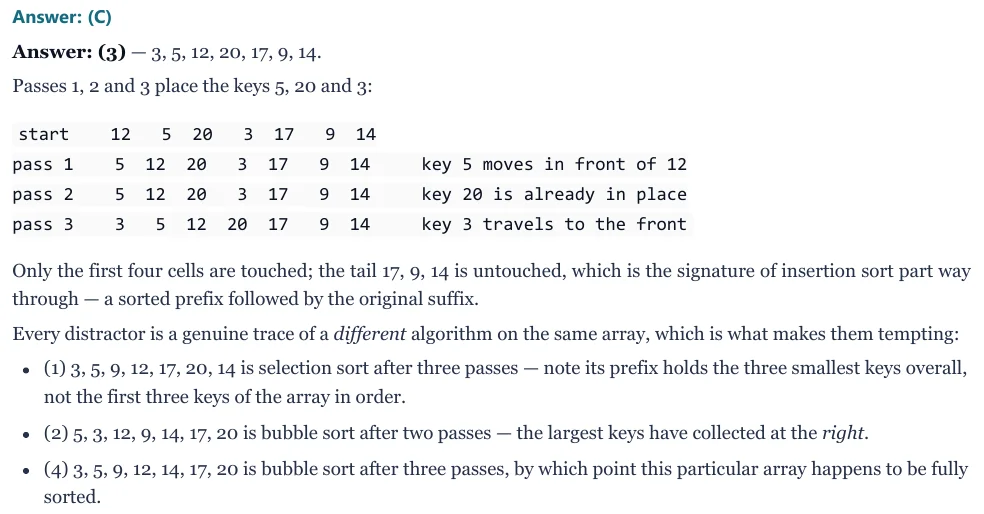 Answer: (C)
Answer: (3) — 3, 5, 12, 20, 17, 9, 14.
Passes 1, 2 and 3 place the keys 5, 20 and 3:
start 12 5 20 3 17 9 14
pass 1 5 12 20 3 17 9 14 key 5 moves in front of 12
pass 2 5 12 20 3 17 9 14 key 20 is already in place
pass 3 3 5 12 20 17 9 14 key 3 travels to the front
Only the first four cells are touched; the tail 17, 9, 14 is untouched, which is the signature of insertion sort part way
through — a sorted prefix followed by the original suffix.
Every distractor is a genuine trace of a different algorithm on the same array, which is what makes them tempting:
• (1) 3, 5, 9, 12, 17, 20, 14 is selection sort after three passes — note its prefix holds the three smallest keys overall,
not the first three keys of the array in order.
• (2) 5, 3, 12, 9, 14, 17, 20 is bubble sort after two passes — the largest keys have collected at the right.
• (4) 3, 5, 9, 12, 14, 17, 20 is bubble sort after three passes, by which point this particular array happens to be fully
sorted.